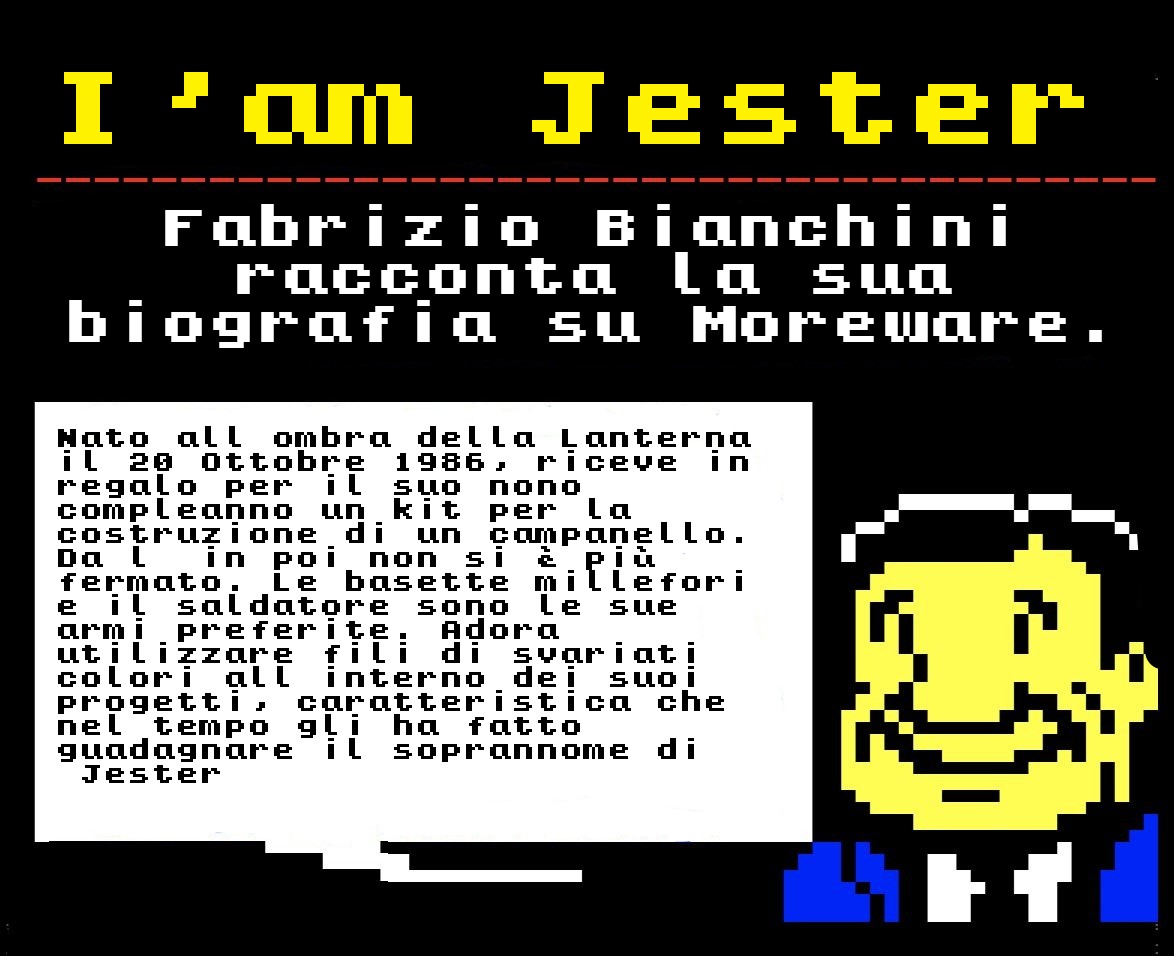 I'am Jester
Fabrizio Bianchini
racconta la sua
biografia su Moreware.
Nato all ombra della Lanterna
il 20 Ottobre 1986, riceve in
regalo per il suo nono
compleanno un kit per la
costruzione di un campanello.
Da l in poi non si è più
fermato. Le basette millefori
e il saldatore sono le sue
armi preferite. Adora
utilizzare fili di svariati
colori all interno dei suoi
progetti, caratteristica che
nel tempo gli ha fatto
guadagnare il soprannome di
Jester